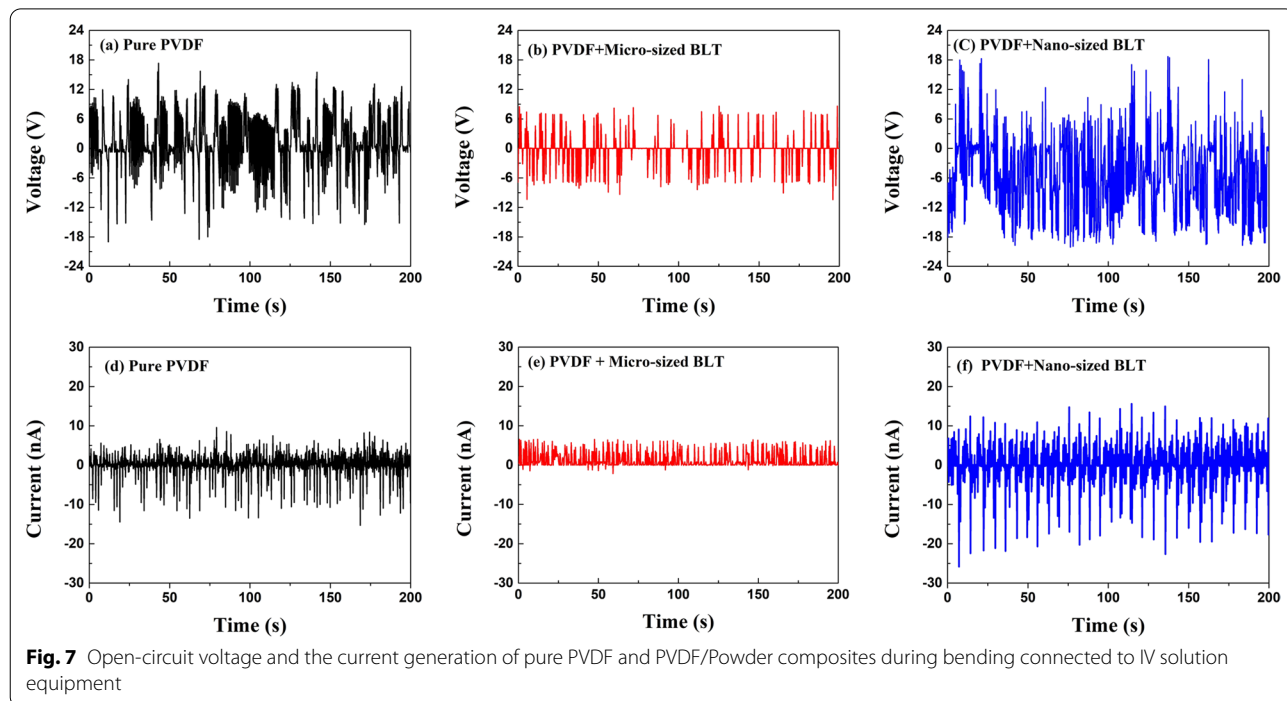 (a) Pure PVDF
24
18
12
6
0
-6
-12
-18
-24
Voltage (V)
0 50 100 150 200
Time (s)
(b) PVDF+Micro-sized BLT
24
18
12
6
0
-6
-12
-18
-24
Voltage (V)
0 50 100 150 200
Time (s)
(C) PVDF+Nano-sized BLT
24
18
12
6
0
-6
-12
-18
-24
Voltage (V)
0 50 100 150 200
Time (s)
(d) Pure PVDF
30
20
10
0
-10
-20
-30
Current (nA)
0 50 100 150 200
Time (s)
(e) PVDF + Micro-sized BLT
30
20
10
0
-10
-20
-30
Current (nA)
0 50 100 150 200
Time (s)
(f) PVDF+Nano-sized BLT
30
20
10
0
-10
-20
-30
Current (nA)
0 50 100 150 200
Time (s)
Fig. 7 Open-circuit voltage and the current generation of pure PVDF and PVDF/Powder composites during bending connected to IV solution
equipment